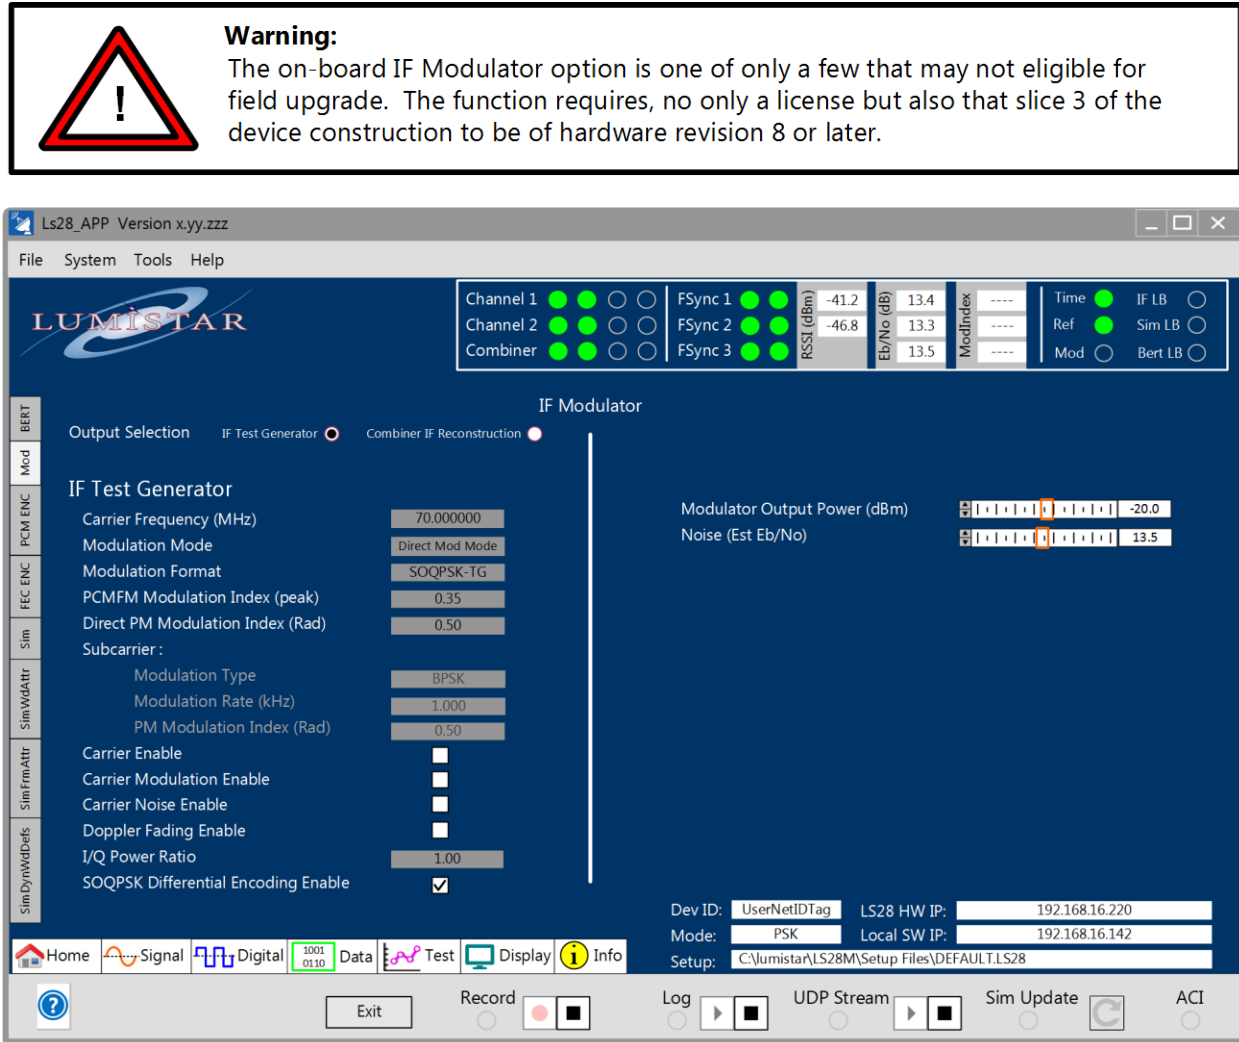 Warning:
The on-board IF Modulator option is one of only a few that may not eligible for
field upgrade. The function requires, no only a license but also that slice 3 of the
device construction to be of hardware revision 8 or later.
!
Ls28_APP Version x.yy.zzz
File System Tools Help
LUMISTAR
Channel 1 FSync 1 -41.2 13.4 ---- Time IF LB
Channel 2 FSync 2 -46.8 13.3 ---- Ref Sim LB
Combiner FSync 3 13.5 ---- Mod Bert LB
RSSI (dBm)
Eb/No (dB)
ModIndex
IF Modulator
BERT
Mod
PCM ENC
FEC ENC
Sim
SimWdAttr
SimFrmAttr
SimDynWdDefs
Output Selection IF Test Generator Combiner IF Reconstruction
IF Test Generator
Carrier Frequency (MHz) 70.000000
Modulation Mode Direct Mod Mode
Modulation Format SOQPSK-TG
PCMFM Modulation Index (peak) 0.35
Direct PM Modulation Index (Rad) 0.50
Subcarrier :
Modulation Type BPSK
Modulation Rate (kHz) 1.000
PM Modulation Index (Rad) 0.50
Carrier Enable
Carrier Modulation Enable
Carrier Noise Enable
Doppler Fading Enable
I/Q Power Ratio 1.00
SOQPSK Differential Encoding Enable
Modulator Output Power (dBm) -20.0
Noise (Est Eb/No) 13.5
Dev ID: UserNetIDTag LS28 HW IP: 192.168.16.220
Mode: PSK Local SW IP: 192.168.16.142
Setup: C:\lumistar\LS28M\Setup Files\DEFAULT.LS28
Home Signal Digital 1001 0110 Data Test Display i Info
? Exit Record Log UDP Stream Sim Update ACI